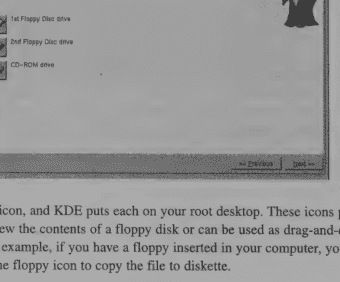 1st Floppy Disc drive
2nd Floppy Disc drive
CD-ROM drive
<< Previous Next >>
icon, and KDE puts each on your root desktop. These icons
ew the contents of a floppy disk or can be used as drag-and-
example, if you have a floppy inserted in your computer, yo
he floppy icon to copy the file to diskette.